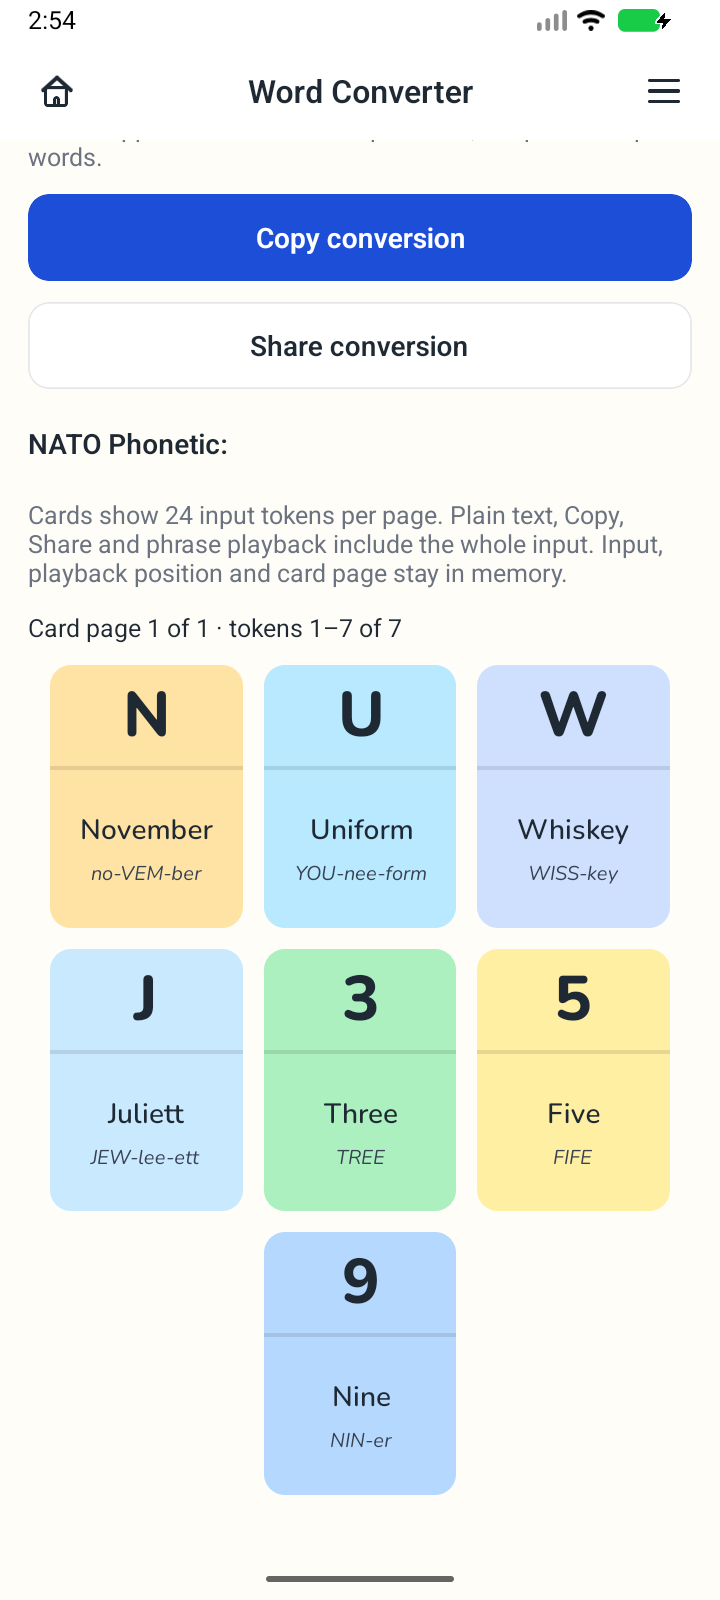 2:54
Word Converter
words.
Copy conversion
Share conversion
NATO Phonetic:
Cards show 24 input tokens per page. Plain text, Copy,
Share and phrase playback include the whole input. Input,
playback position and card page stay in memory.
Card page 1 of 1 · tokens 1–7 of 7
N
November
no-VEM-ber
U
Uniform
YOU-nee-form
W
Whiskey
WISS-key
J
Juliett
JEW-lee-ett
3
Three
TREE
5
Five
FIFE
9
Nine
NIN-er